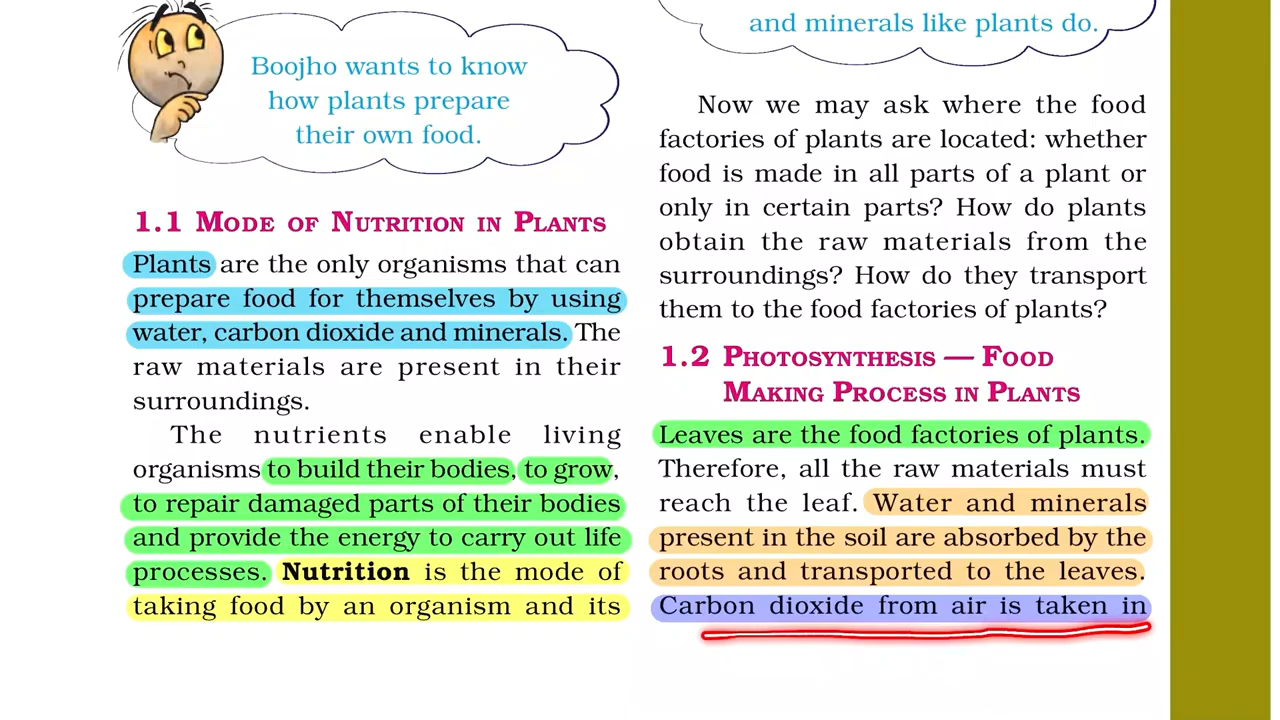 Boojho wants to know
how plants prepare
their own food.
1.1 MODE OF NUTRITION IN PLANTS
Plants are the only organisms that can
prepare food for themselves by using
water, carbon dioxide and minerals. The
raw materials are present in their
surroundings.
The nutrients enable living
organisms to build their bodies, to grow,
to repair damaged parts of their bodies
and provide the energy to carry out life
processes. Nutrition is the mode of
taking food by an organism and its
and minerals like plants do.
Now we may ask where the food
factories of plants are located: whether
food is made in all parts of a plant or
only in certain parts? How do plants
obtain the raw materials from the
surroundings? How do they transport
them to the food factories of plants?
1.2 PHOTOSYNTHESIS — FOOD
MAKING PROCESS IN PLANTS
Leaves are the food factories of plants.
Therefore, all the raw materials must
reach the leaf. Water and minerals
present in the soil are absorbed by the
roots and transported to the leaves.
Carbon dioxide from air is taken in